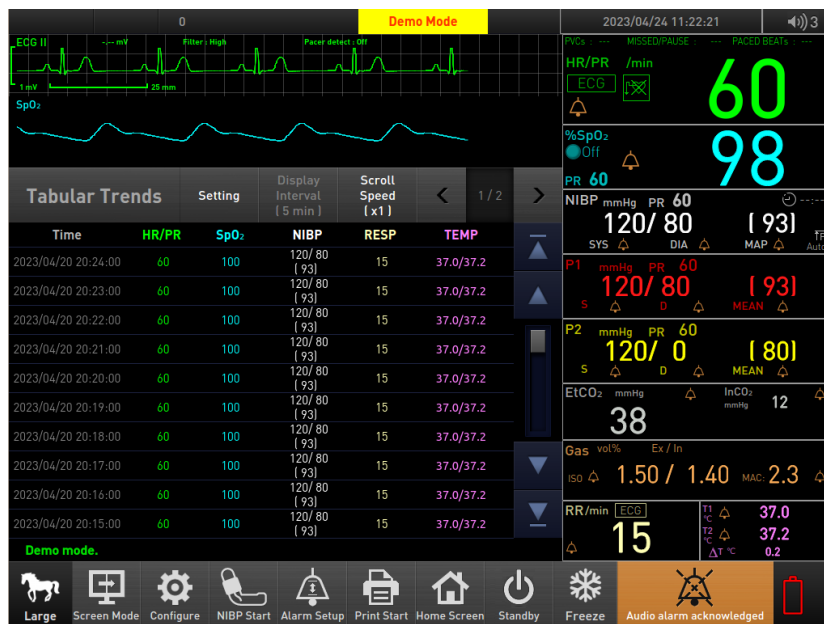 0
Demo Mode
2023/04/24 11:22:21
3
ECG II -.-- mV Filter : High Pacer detect : Off
1 mV 25 mm
SpO₂
PVCs : --- MISSED/PAUSE : --- PACED BEATs : ---
HR/PR /min
ECG
60
%SpO₂
Off
98
PR 60
Tabular Trends
Setting
Display Interval
( 5 min )
Scroll Speed
( x1 )
1 / 2
Time HR/PR SpO₂ NIBP RESP TEMP
2023/04/20 20:24:00 60 100 120/ 80 ( 93) 15 37.0/37.2
2023/04/20 20:23:00 60 100 120/ 80 ( 93) 15 37.0/37.2
2023/04/20 20:22:00 60 100 120/ 80 ( 93) 15 37.0/37.2
2023/04/20 20:21:00 60 100 120/ 80 ( 93) 15 37.0/37.2
2023/04/20 20:20:00 60 100 120/ 80 ( 93) 15 37.0/37.2
2023/04/20 20:19:00 60 100 120/ 80 ( 93) 15 37.0/37.2
2023/04/20 20:18:00 60 100 120/ 80 ( 93) 15 37.0/37.2
2023/04/20 20:17:00 60 100 120/ 80 ( 93) 15 37.0/37.2
2023/04/20 20:16:00 60 100 120/ 80 ( 93) 15 37.0/37.2
2023/04/20 20:15:00 60 100 120/ 80 ( 93) 15 37.0/37.2
Demo mode.
NIBP mmHg PR 60 --:--
120/ 80 ( 93)
SYS DIA MAP Auto
P1 mmHg PR 60
120/ 80 ( 93)
S D MEAN
P2 mmHg PR 60
120/ 0 ( 80)
S D MEAN
EtCO₂ mmHg InCO₂ mmHg 12
38
Gas vol% Ex / In
ISO 1.50 / 1.40 MAC: 2.3
RR/min ECG
15
T1 °C 37.0
T2 °C 37.2
ΔT °C 0.2
Large
Screen Mode
Configure
NIBP Start
Alarm Setup
Print Start
Home Screen
Standby
Freeze
Audio alarm acknowledged